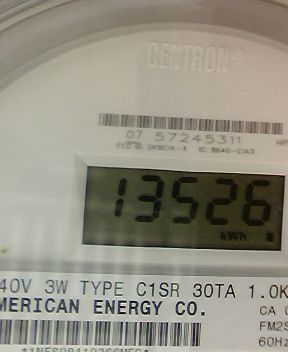 CENTRON
07 57245311
13526
kWh
40V 3W TYPE C1SR 30TA 1.0K
MERICAN ENERGY CO.
CA
FM2S
60Hz